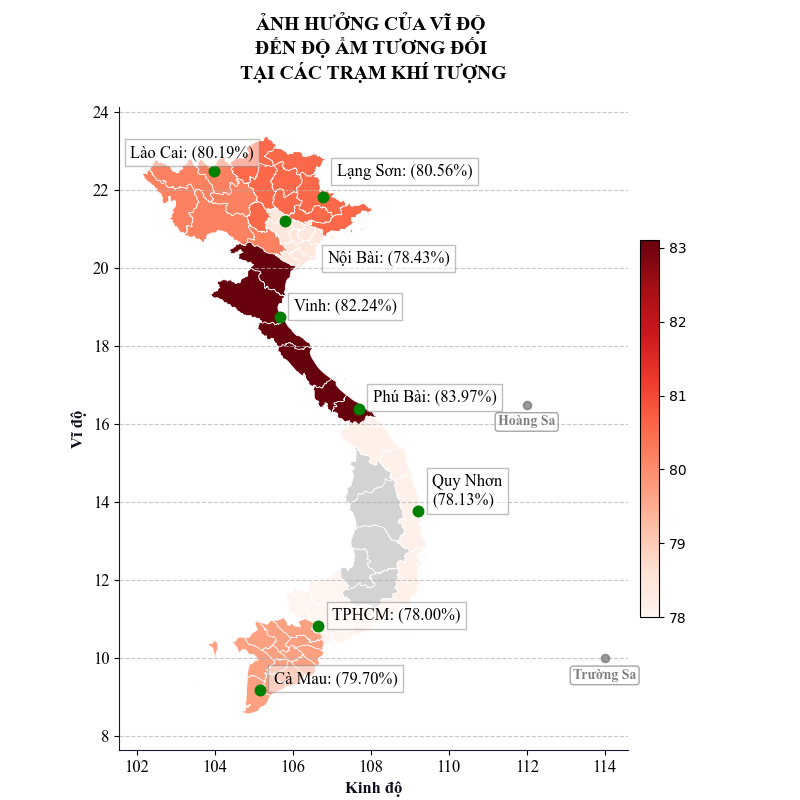 ẢNH HƯỞNG CỦA VĨ ĐỘ
ĐẾN ĐỘ ẨM TƯƠNG ĐỐI
TẠI CÁC TRẠM KHÍ TƯỢNG
24
Lào Cai: (80.19%)
Lạng Sơn: (80.56%)
22
Nội Bài: (78.43%)
20
83
Vinh: (82.24%)
82
18
Phú Bài: (83.97%)
81
Hoàng Sa
16
Vĩ độ
80
Quy Nhơn
(78.13%)
14
79
12
TPHCM: (78.00%)
78
10
Trường Sa
Cà Mau: (79.70%)
8
102 104 106 108 110 112 114
Kinh độ